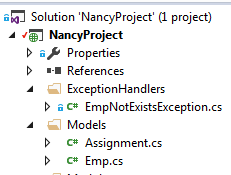 Solution 'NancyProject' (1 project)
NancyProject
Properties
References
ExceptionHandlers
C# EmpNotExistsException.cs
Models
C# Assignment.cs
C# Emp.cs